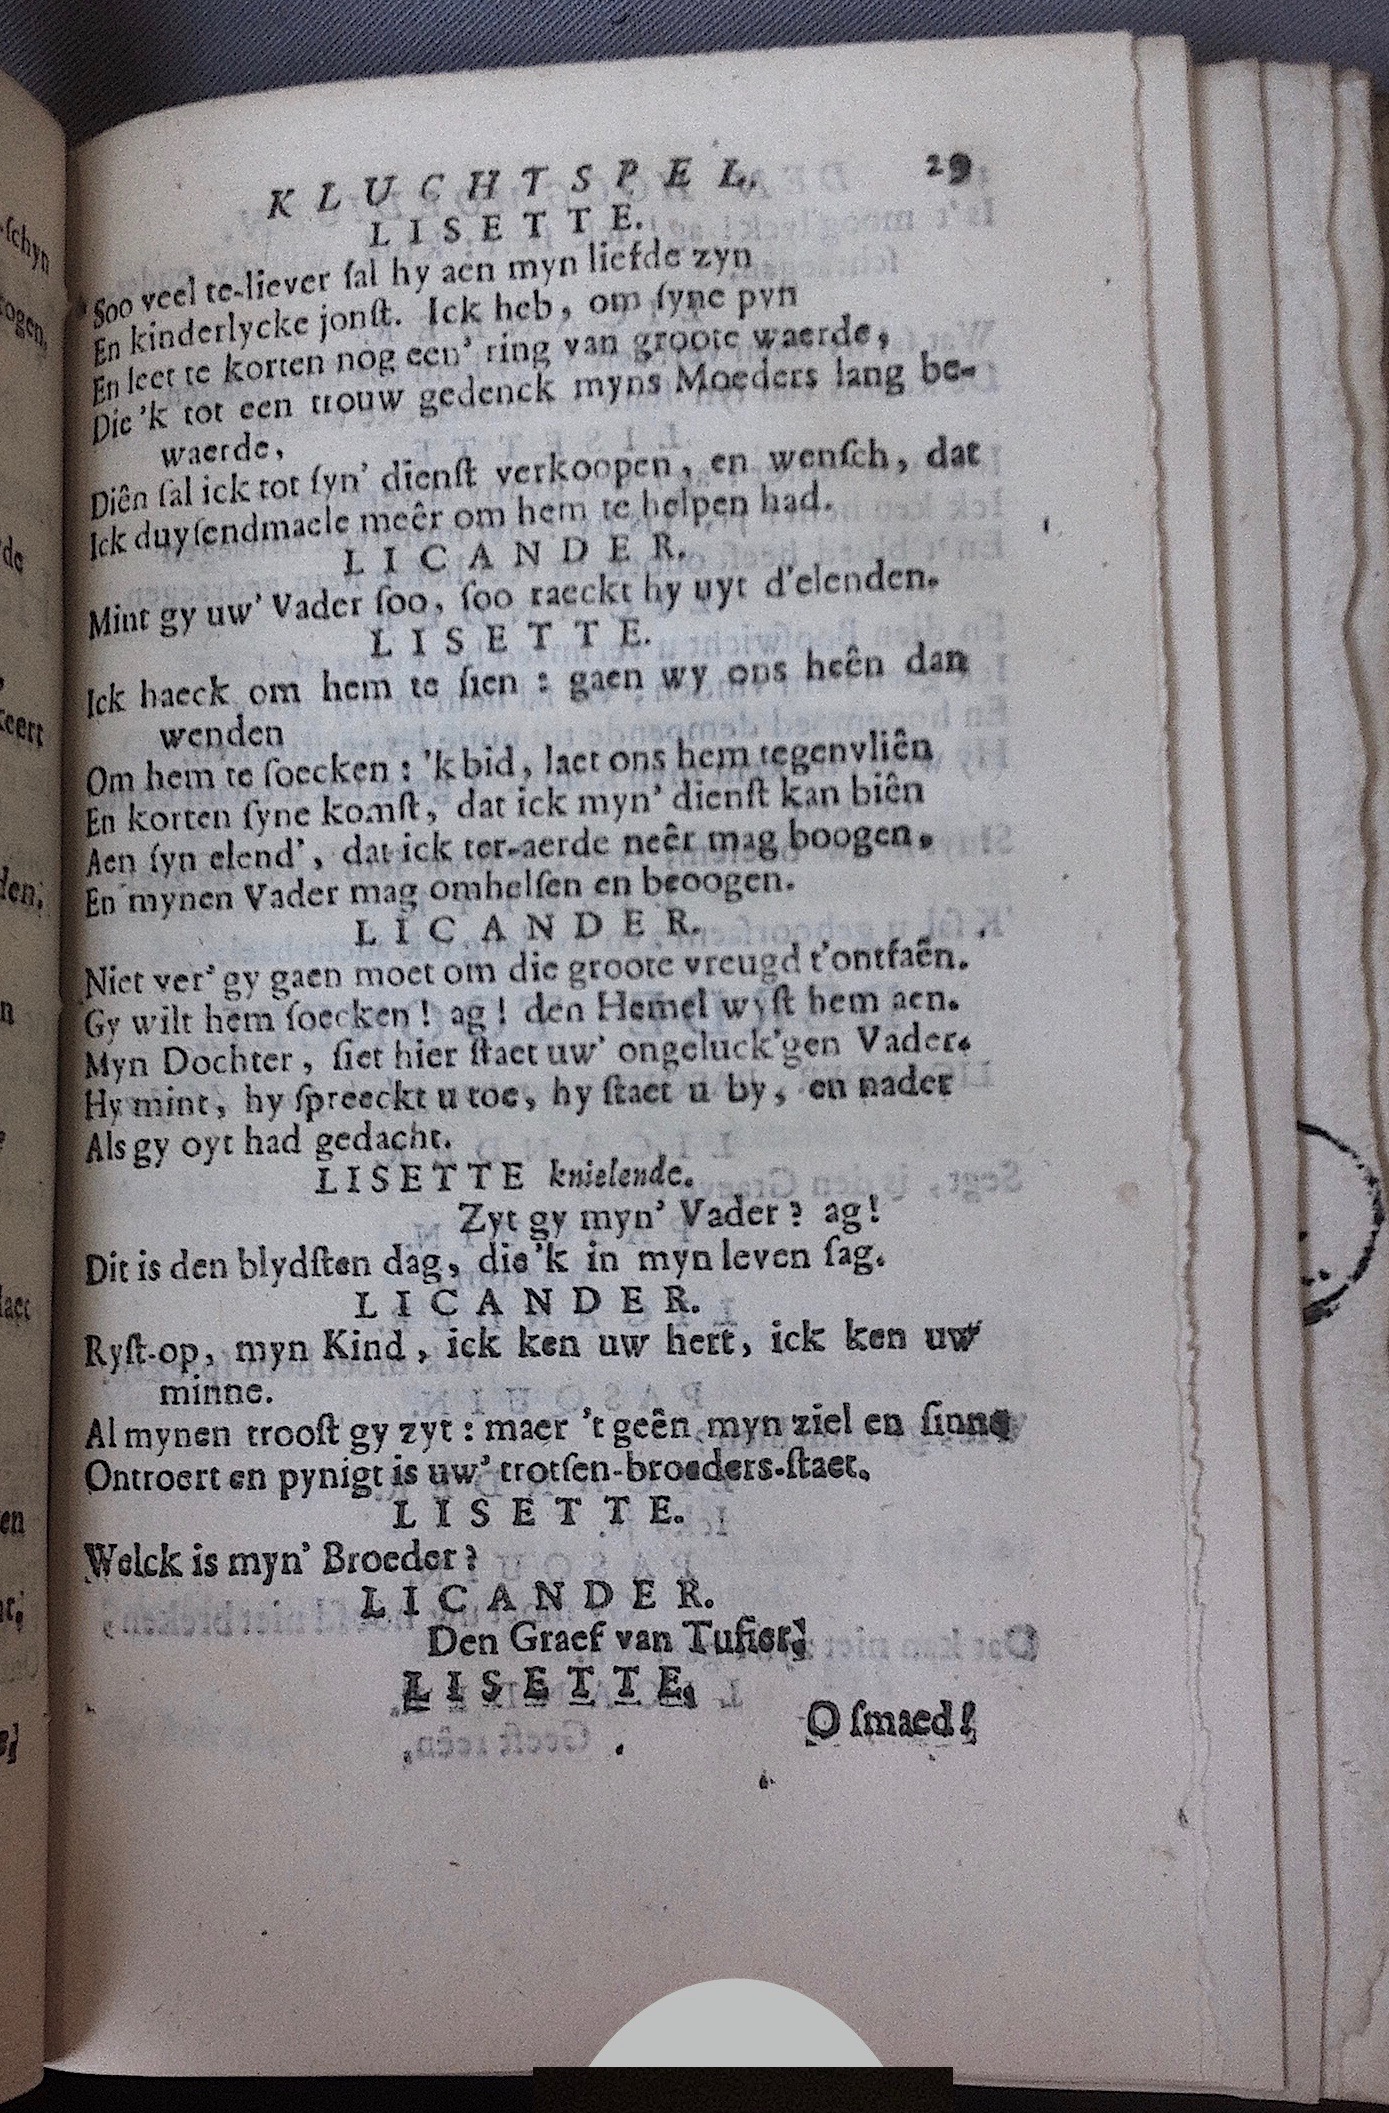 KLUCHTSPEL. 29
LISETTE.
Soo veel te-liever ſal hy aen myn liefde zyn
En kinderlycke jonſt. Ick heb, om ſyne pyn
En leet te korten nog een' ring van groote waerde,
Die 'k tot een trouw gedenck myns Moeders lang be-
waerde,
Diên ſal ick tot ſyn' dienſt verkoopen, en wenſch, dat
Ick duyſendmaele meêr om hem te helpen had.
LICANDER.
Mint gy uw' Vader ſoo, ſoo raeckt hy uyt d'elenden.
LISETTE.
Ick haeck om hem te ſien : gaen wy ons heên dan
wenden
Om hem te ſoecken : 'k bid, laet ons hem tegenvliên
En korten ſyne komſt, dat ick myn' dienſt kan biên
Aen ſyn elend', dat ick ter-aerde neêr mag boogen,
En mynen Vader mag omhelſen en beoogen.
LICANDER.
Niet ver' gy gaen moet om die groote vreugd t'ontfaên.
Gy wilt hem ſoecken ! ag ! den Hemel wyſt hem aen.
Myn Dochter, ſiet hier ſtaet uw' ongeluck'gen Vader.
Hy mint, hy ſpreeckt u toe, hy ſtaet u by, en nader
Als gy oyt had gedacht.
LISETTE knielende.
Zyt gy myn' Vader ? ag !
Dit is den blydſten dag, die 'k in myn leven ſag.
LICANDER.
Ryſt-op, myn Kind, ick ken uw hert, ick ken uw
minne.
Al mynen trooſt gy zyt : maer 't geên myn ziel en ſinne
Ontroert en pynigt is uw' trotſen-broeders-ſtaet.
LISETTE.
Welck is myn' Broeder ?
LICANDER.
Den Graef van Tufier.
LISETTE.
O ſmaed !